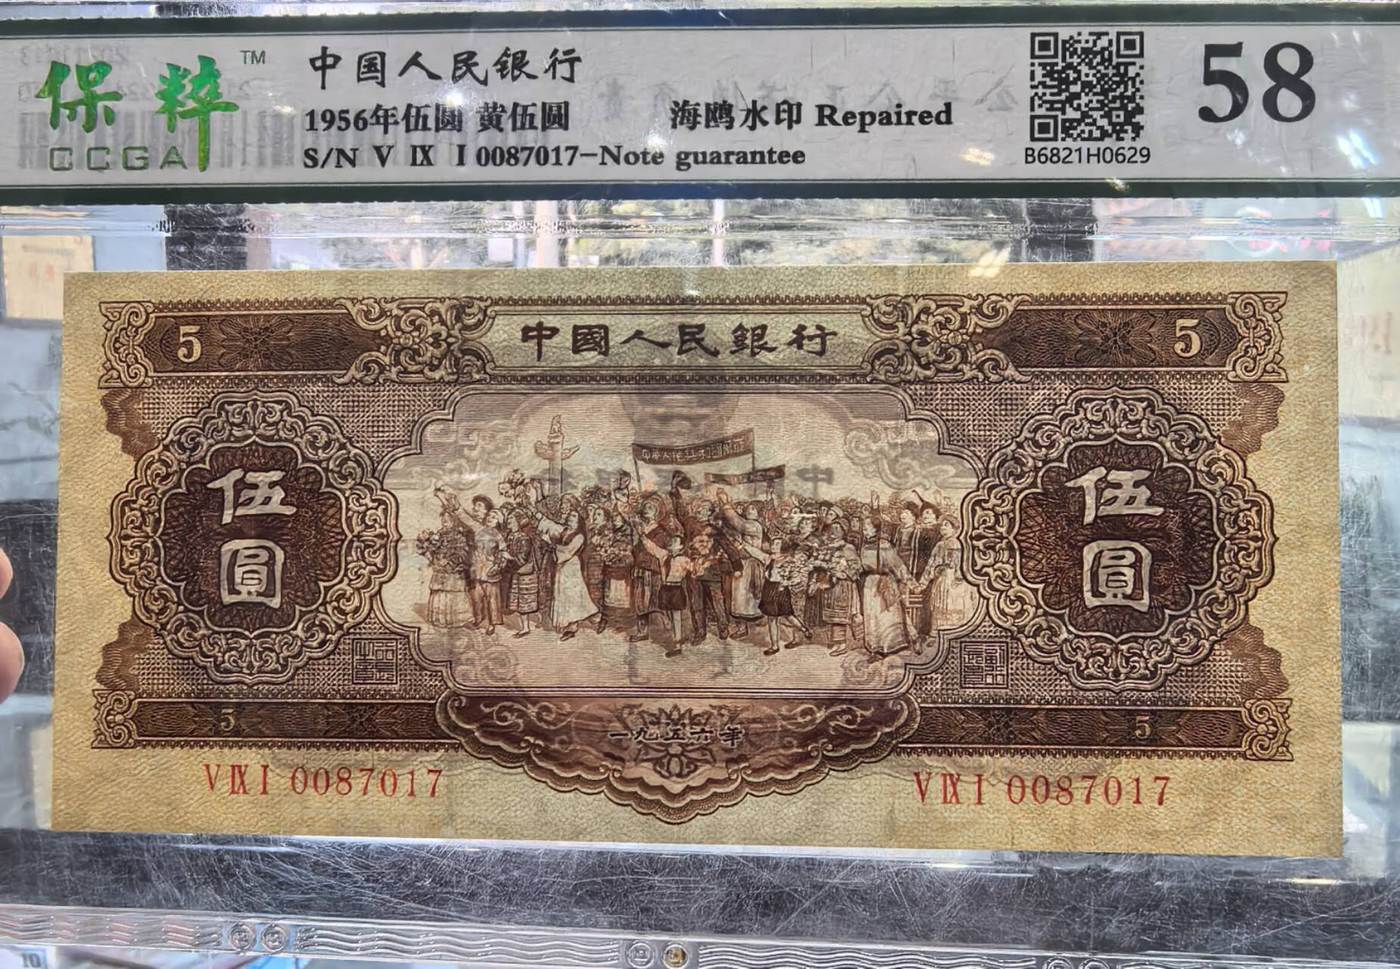 保粹™
CCGA
中国人民银行
1956年伍圆 黄伍圆 海鸥水印 Repaired
S/N V IX I 0087017-Note guarantee
B6821H0629
58
中國人民銀行
5
5
伍圓
伍圓
5
5
一九五六年
VⅨI 0087017
VⅨI 0087017
10